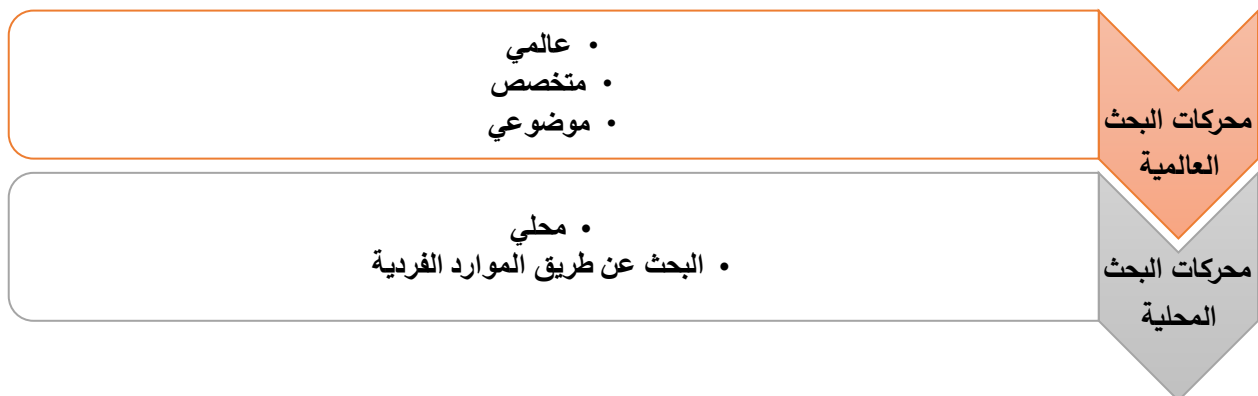 محركات البحث
العالمية
• عالمي
• متخصص
• موضوعي
محركات البحث
المحلية
• محلي
• البحث عن طريق الموارد الفردية